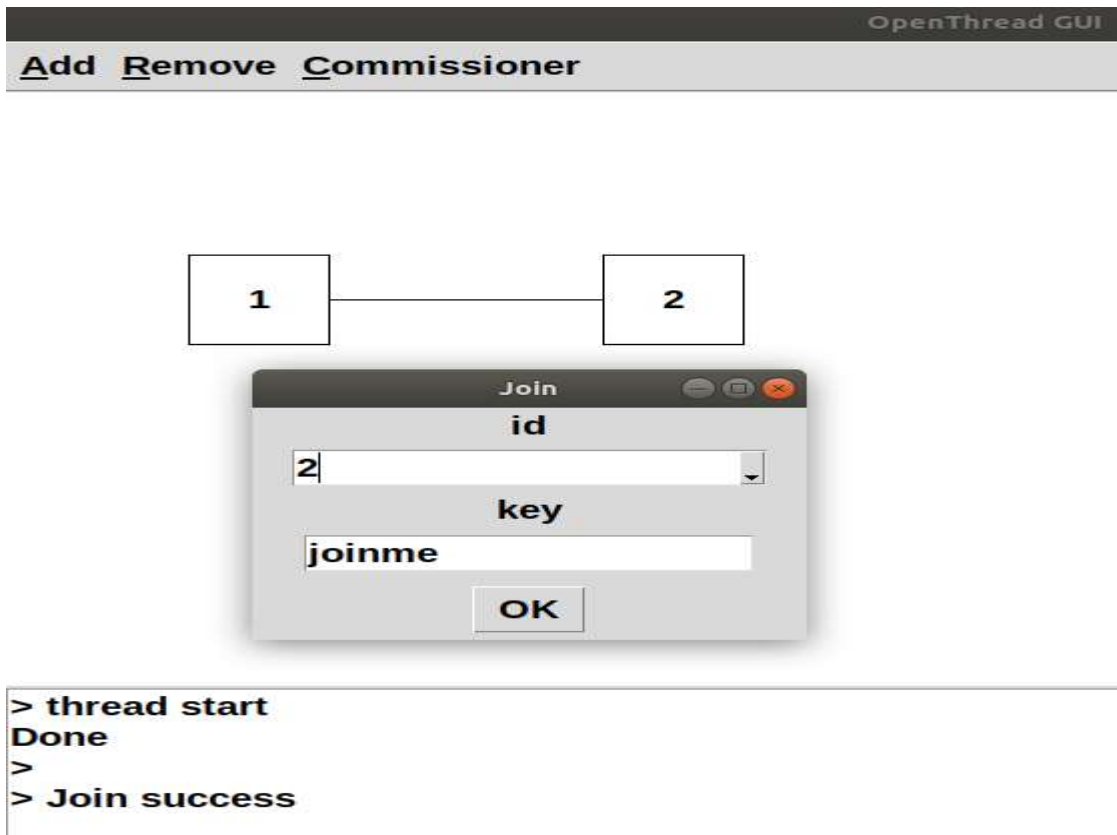 OpenThread GUI
Add Remove Commissioner
1 2
Join
id
2
key
joinme
OK
> thread start
Done
>
> Join success